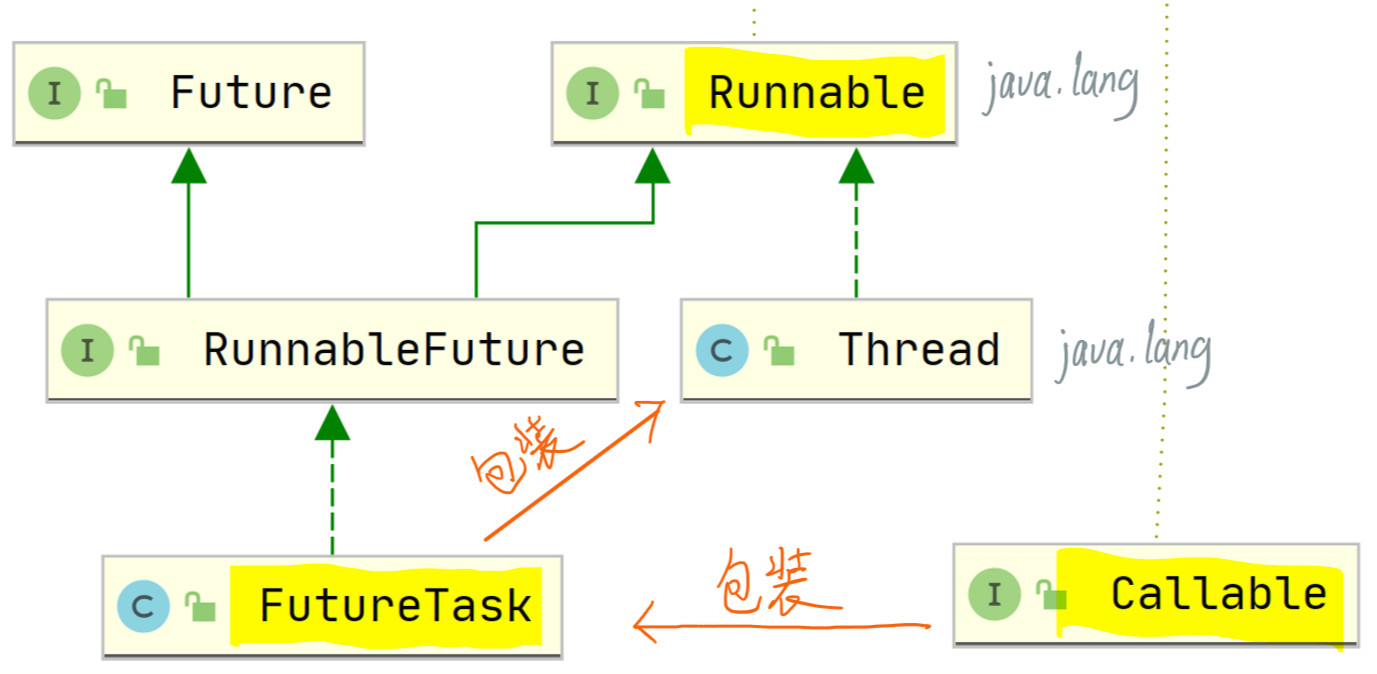 I Future
I Runnable
java.lang
I RunnableFuture
C Thread
java.lang
包装
C FutureTask
包装
I Callable